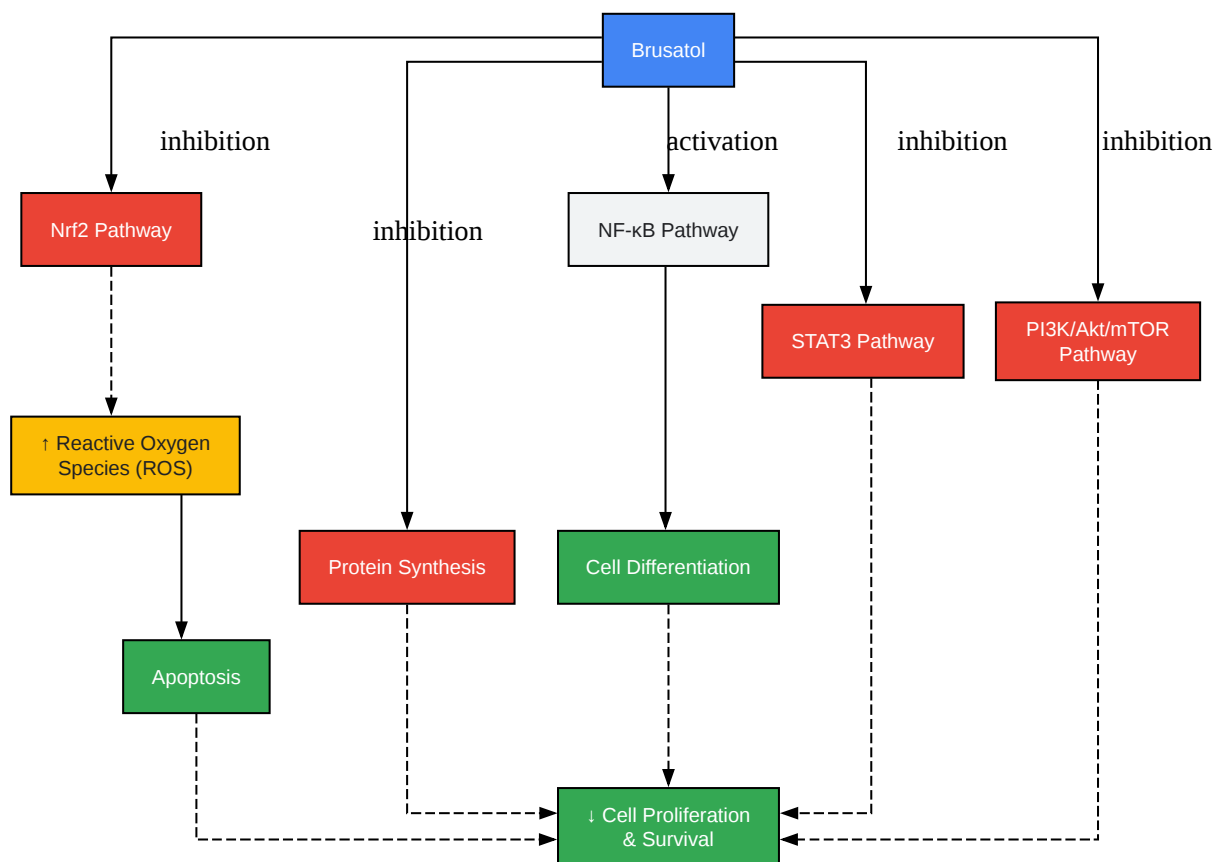 Brusatol
inhibition
activation
inhibition
inhibition
Nrf2 Pathway
inhibition
NF-κB Pathway
STAT3 Pathway
PI3K/Akt/mTOR
Pathway
↑ Reactive Oxygen
Species (ROS)
Protein Synthesis
Cell Differentiation
Apoptosis
↓ Cell Proliferation
& Survival